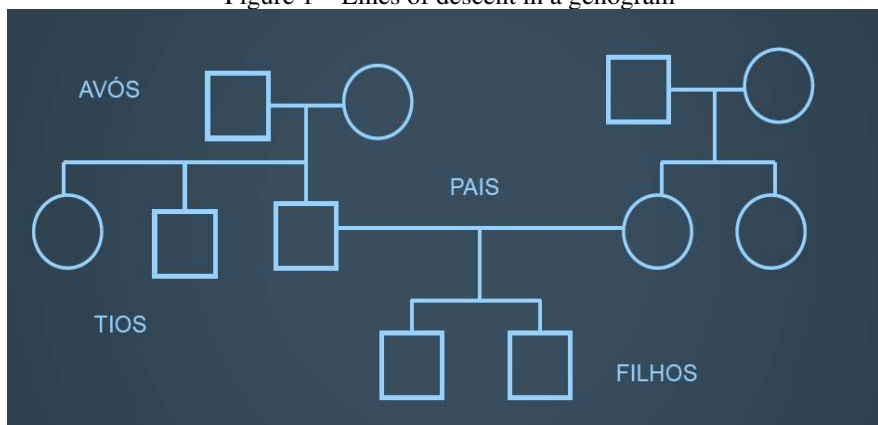 Figure 1 – Lines of descent in a genogram
AVÓS
PAIS
TIOS
FILHOS